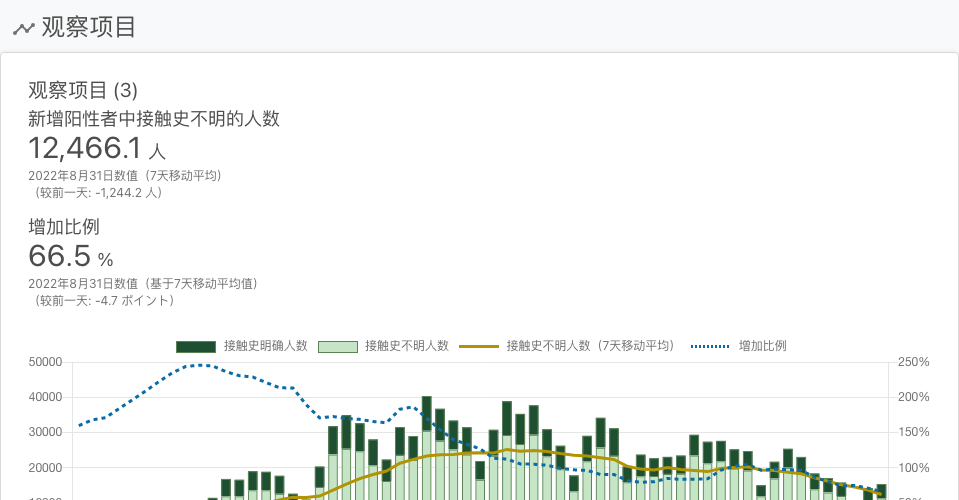 观察项目
观察项目 (3)
新增阳性者中接触史不明的人数
12,466.1 人
2022年8月31日数值（7天移动平均）
（较前一天: -1,244.2 人）
增加比例
66.5 %
2022年8月31日数值（基于7天移动平均值）
（较前一天: -4.7 ポイント）
接触史明确人数 接触史不明人数 接触史不明人数（7天移动平均） 增加比例
50000 250%
40000 200%
30000 150%
20000 100%